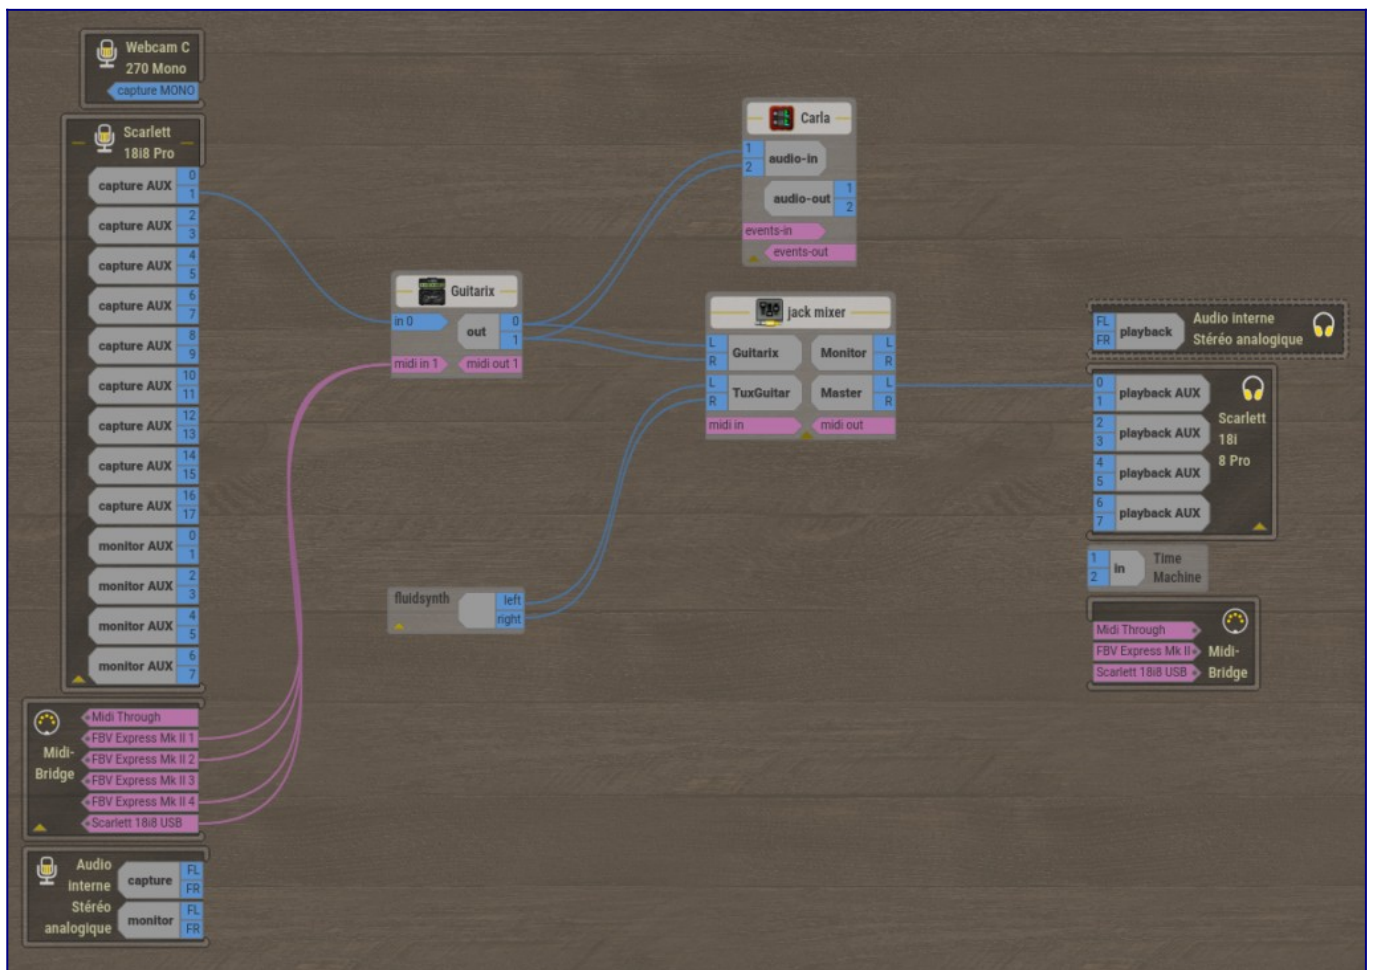 Webcam C
270 Mono
capture MONO
Scarlett
18i8 Pro
capture AUX 0
1
capture AUX 2
3
capture AUX 4
5
capture AUX 6
7
capture AUX 8
9
capture AUX 10
11
capture AUX 12
13
capture AUX 14
15
capture AUX 16
17
monitor AUX 0
1
monitor AUX 2
3
monitor AUX 4
5
monitor AUX 6
7
Midi-
Bridge
Midi Through
FBV Express Mk II 1
FBV Express Mk II 2
FBV Express Mk II 3
FBV Express Mk II 4
Scarlett 18i8 USB
Audio
interne
Stéréo
analogique
capture FL
FR
monitor FL
FR
Guitarix
in 0
out 0
1
midi in 1
midi out 1
fluidsynth
left
right
Carla
1
2
audio-in
audio-out 1
2
events-in
events-out
jack mixer
L
R
Guitarix
Monitor L
R
L
R
TuxGuitar
Master L
R
midi in
midi out
FL
FR
playback
Audio interne
Stéréo analogique
0
1
playback AUX
2
3
playback AUX
4
5
playback AUX
6
7
playback AUX
Scarlett
18i
8 Pro
1
2
in
Time
Machine
Midi Through
FBV Express Mk II
Scarlett 18i8 USB
Midi-
Bridge